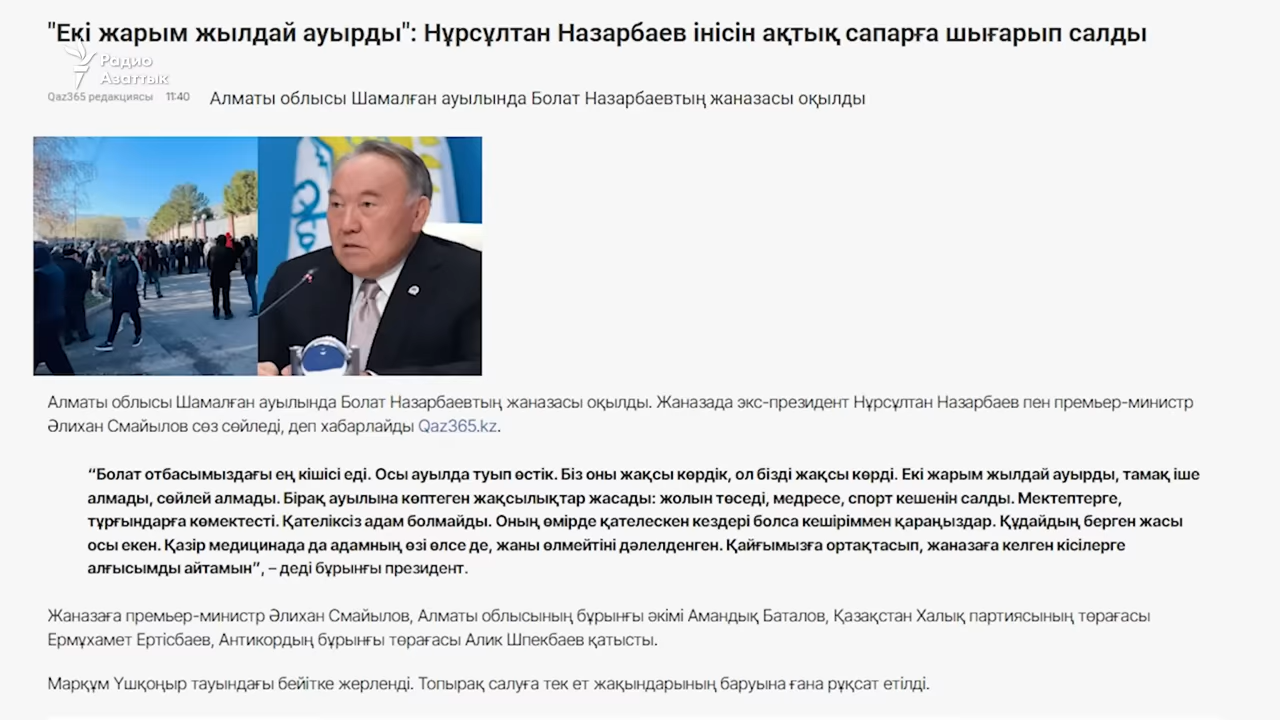 "Екі жарым жылдай ауырды": Нұрсұлтан Назарбаев інісін ақтық сапарға шығарып салды
Радио
Азаттык
Qaz365 редакциясы 11:40 Алматы облысы Шамалған ауылында Болат Назарбаевтың жаназасы оқылды
Алматы облысы Шамалған ауылында Болат Назарбаевтың жаназасы оқылды. Жаназада экс-президент Нұрсұлтан Назарбаев пен премьер-министр
Әлихан Смайылов сөз сөйледі, деп хабарлайды Qaz365.kz.
“Болат отбасымыздағы ең кішісі еді. Осы ауылда туып өстік. Біз оны жақсы көрдік, ол бізді жақсы көрді. Екі жарым жылдай ауырды, тамақ іше
алмады, сөйлей алмады. Бірақ ауылына көптеген жақсылықтар жасады: жолын төседі, медресе, спорт кешенін салды. Мектептерге,
тұрғындарға көмектесті. Қателіксіз адам болмайды. Оның өмірде қателескен кездері болса кешіріммен қараңыздар. Құдайдың берген жасы
осы екен. Қазір медицинада да адамның өзі өлсе де, жаны өлмейтіні дәлелденген. Қайғымызға ортақтасып, жаназаға келген кісілерге
алғысымды айтамын”, – деді бұрынғы президент.
Жаназаға премьер-министр Әлихан Смайылов, Алматы облысының бұрынғы әкімі Амандық Баталов, Қазақстан Халық партиясының төрағасы
Ермұхамет Ертісбаев, Антикордың бұрынғы төрағасы Алик Шпекбаев қатысты.
Марқұм Үшқоңыр тауындағы бейітке жерленді. Топырақ салуға тек ет жақындарының баруына ғана рұқсат етілді.